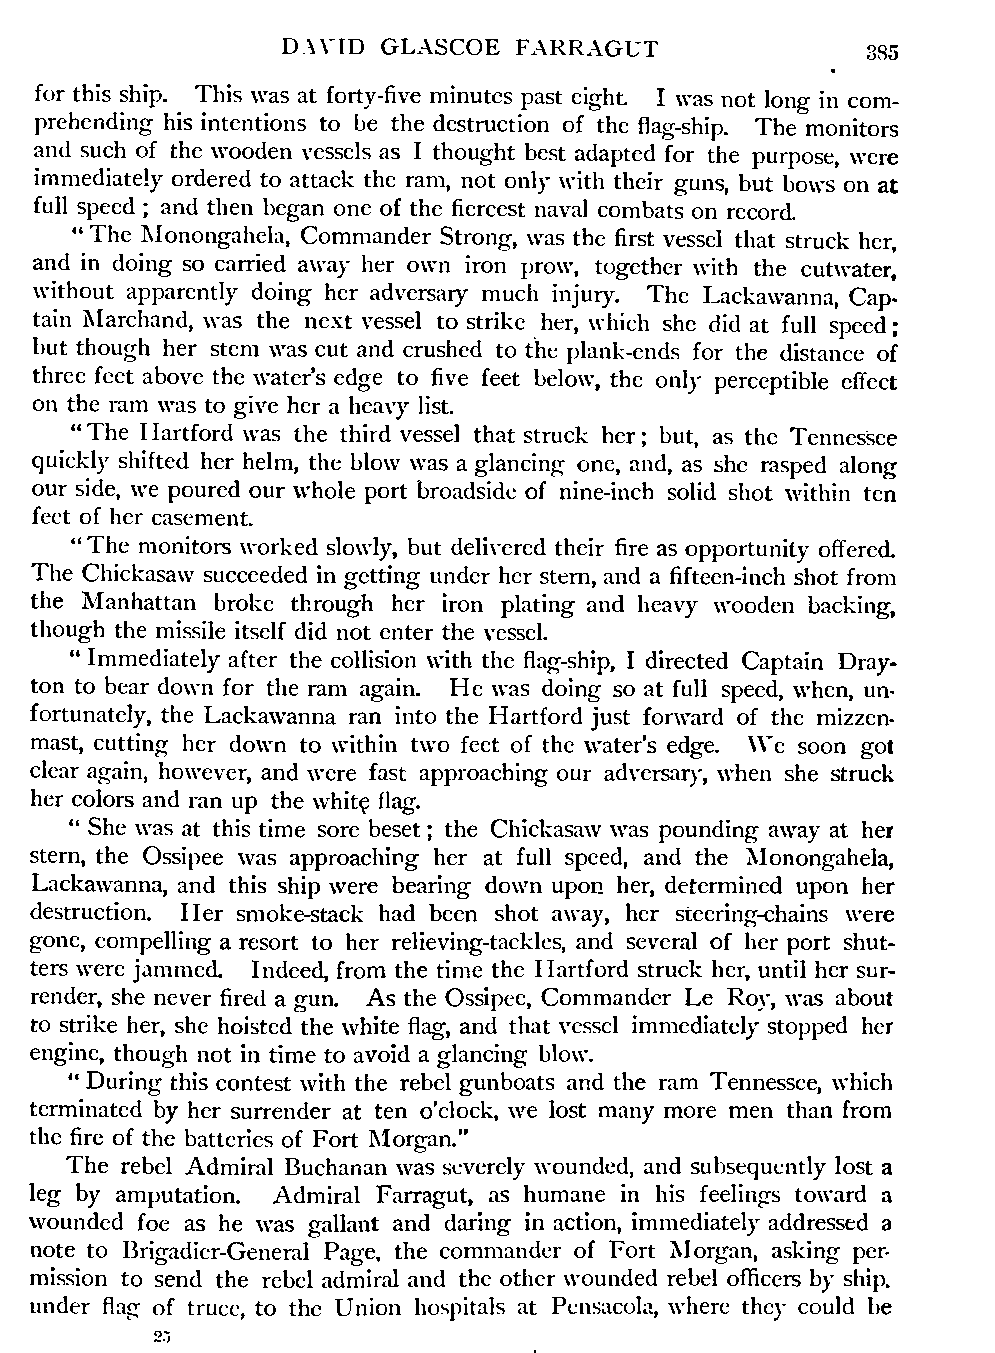 DAVID GLASCOE FARRAGUT 385
for this ship. This was at forty-five minutes past eight. I was not long in com-
prehending his intentions to be the destruction of the flag-ship. The monitors
and such of the wooden vessels as I thought best adapted for the purpose, were
immediately ordered to attack the ram, not only with their guns, but bows on at
full speed ; and then began one of the fiercest naval combats on record.
“ The Monongahela, Commander Strong, was the first vessel that struck her,
and in doing so carried away her own iron prow, together with the cutwater,
without apparently doing her adversary much injury. The Lackawanna, Cap-
tain Marchand, was the next vessel to strike her, which she did at full speed ;
but though her stem was cut and crushed to the plank-ends for the distance of
three feet above the water's edge to five feet below, the only perceptible effect
on the ram was to give her a heavy list.
“ The Hartford was the third vessel that struck her ; but, as the Tennessee
quickly shifted her helm, the blow was a glancing one, and, as she rasped along
our side, we poured our whole port broadside of nine-inch solid shot within ten
feet of her casement.
“ The monitors worked slowly, but delivered their fire as opportunity offered.
The Chickasaw succeeded in getting under her stern, and a fifteen-inch shot from
the Manhattan broke through her iron plating and heavy wooden backing,
though the missile itself did not enter the vessel.
“ Immediately after the collision with the flag-ship, I directed Captain Dray-
ton to bear down for the ram again. He was doing so at full speed, when, un-
fortunately, the Lackawanna ran into the Hartford just forward of the mizzen-
mast, cutting her down to within two feet of the water's edge. We soon got
clear again, however, and were fast approaching our adversary, when she struck
her colors and ran up the white flag.
“ She was at this time sore beset ; the Chickasaw was pounding away at her
stern, the Ossipee was approaching her at full speed, and the Monongahela,
Lackawanna, and this ship were bearing down upon her, determined upon her
destruction. Her smoke-stack had been shot away, her steering-chains were
gone, compelling a resort to her relieving-tackles, and several of her port shut-
ters were jammed. Indeed, from the time the Hartford struck her, until her sur-
render, she never fired a gun. As the Ossipee, Commander Le Roy, was about
to strike her, she hoisted the white flag, and that vessel immediately stopped her
engine, though not in time to avoid a glancing blow.
“ During this contest with the rebel gunboats and the ram Tennessee, which
terminated by her surrender at ten o'clock, we lost many more men than from
the fire of the batteries of Fort Morgan.”
The rebel Admiral Buchanan was severely wounded, and subsequently lost a
leg by amputation. Admiral Farragut, as humane in his feelings toward a
wounded foe as he was gallant and daring in action, immediately addressed a
note to Brigadier-General Page, the commander of Fort Morgan, asking per-
mission to send the rebel admiral and the other wounded rebel officers by ship,
under flag of truce, to the Union hospitals at Pensacola, where they could be
25